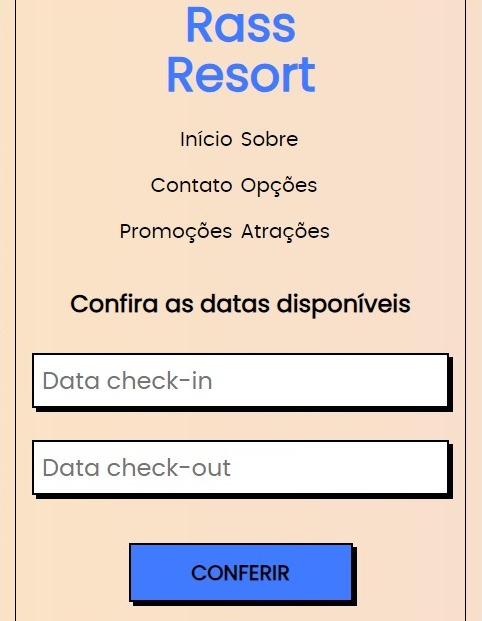 Rass
Resort
Início Sobre
Contato Opções
Promoções Atrações
Confira as datas disponíveis
Data check-in
Data check-out
CONFERIR